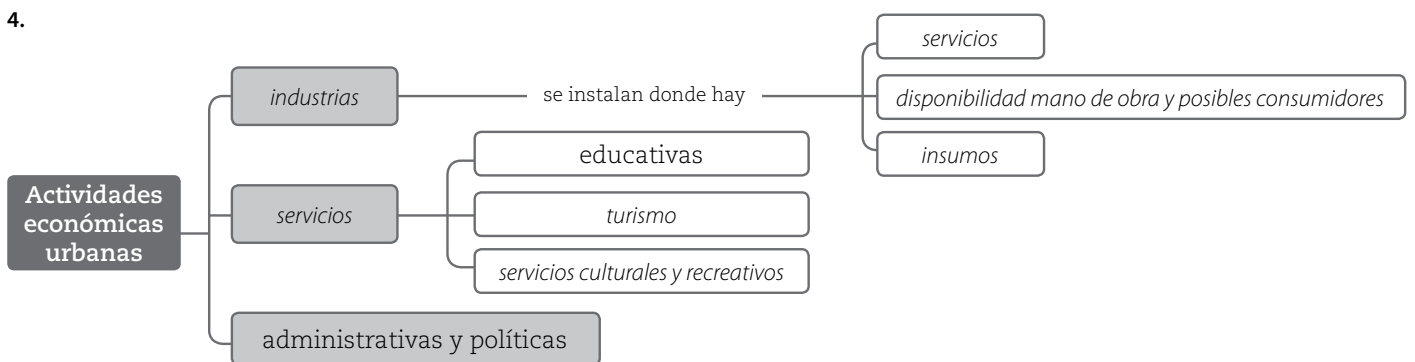 4.
servicios
industrias
se instalan donde hay
disponibilidad mano de obra y posibles consumidores
insumos
educativas
Actividades
económicas
urbanas
servicios
turismo
servicios culturales y recreativos
administrativas y políticas